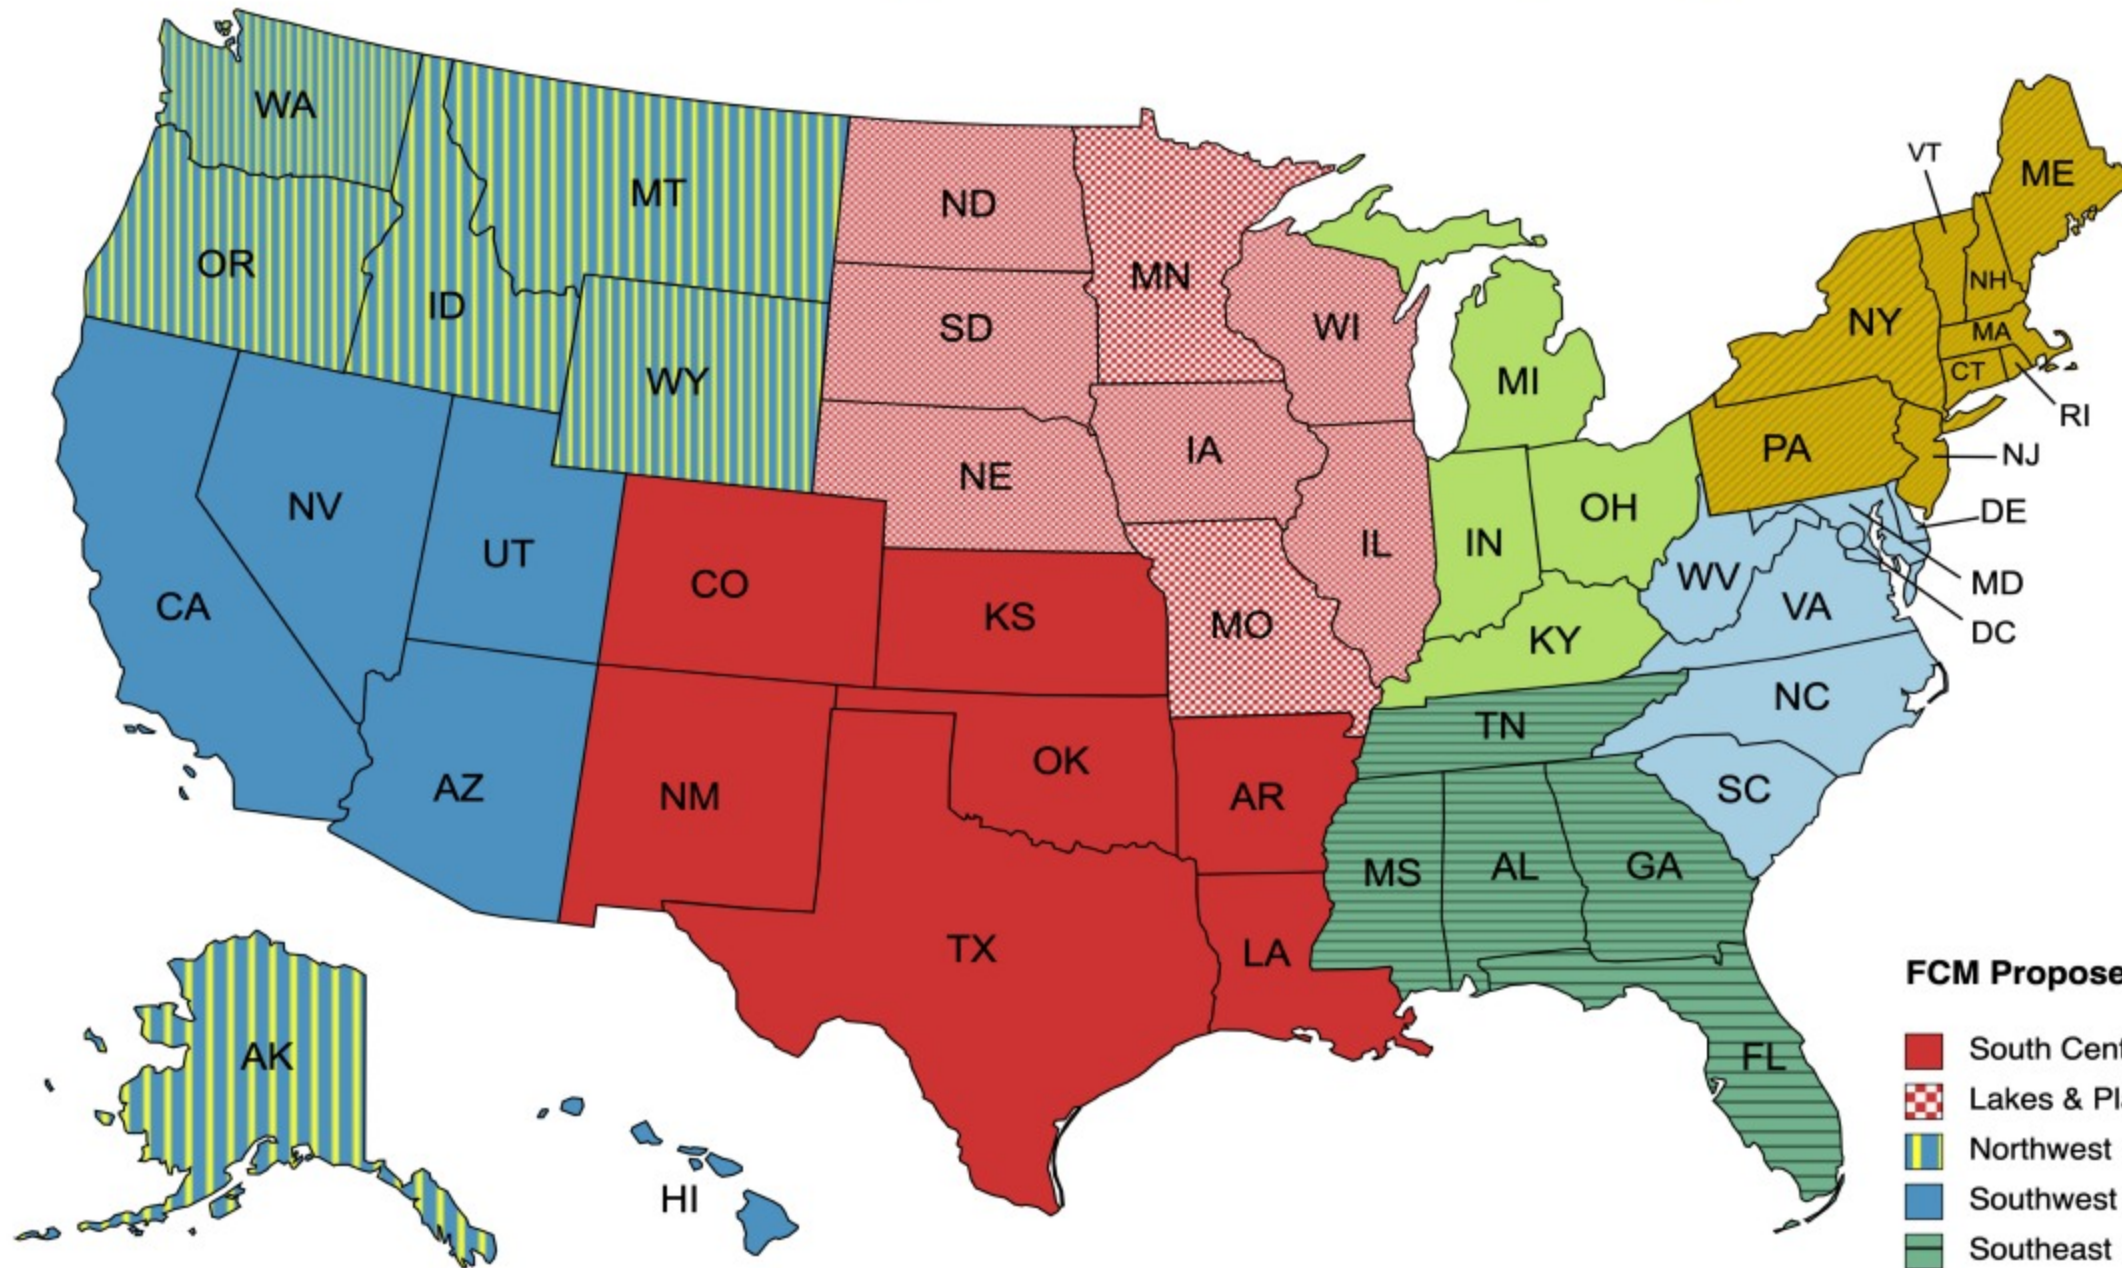 WA
VT
ME
MT
ND
OR
MN
NH
ID
SD
WI
NY
MA
WY
MI
CT
RI
IA
PA
NJ
NE
NV
OH
DE
UT
IN
IL
CO
WV
MD
CA
KS
MO
VA
DC
KY
NC
TN
OK
AZ
NM
AR
SC
MS
AL
GA
TX
LA
FCM Propose
South Cent
AK
FL
Lakes & Pla
Northwest
HI
Southwest
Southeast